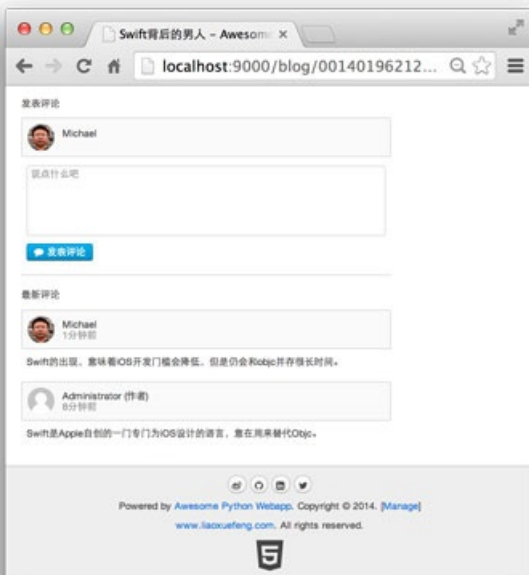 Swift背后的男人 – Awesom
localhost:9000/blog/00140196212...
发表评论
Michael
说点什么吧
发表评论
最新评论
Michael
1分钟前
Swift的出现，意味着iOS开发门槛会降低，但是仍会和objc并存很长时间。
Administrator (作者)
8分钟前
Swift是Apple自创的一门专门为iOS设计的语言，意在用来替代Objc。
Powered by Awesome Python Webapp. Copyright © 2014. [Manage]
www.liaoxuefeng.com. All rights reserved.
5